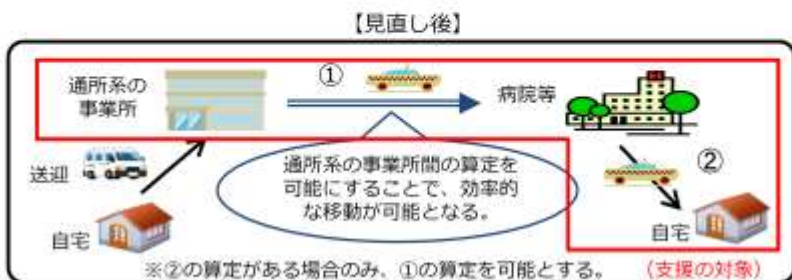 【見直し後】
通所系の
事業所
①
病院等
送迎
通所系の事業所間の算定を
可能にすることで、効率的
な移動が可能となる。
②
自宅
自宅
※②の算定がある場合のみ、①の算定を可能とする。
(支援の対象)